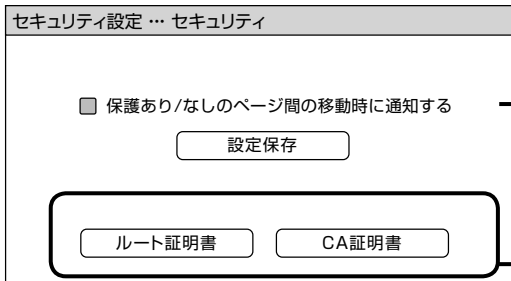 セキュリティ設定 … セキュリティ
保護あり/なしのページ間の移動時に通知する
設定保存
ルート証明書 CA証明書